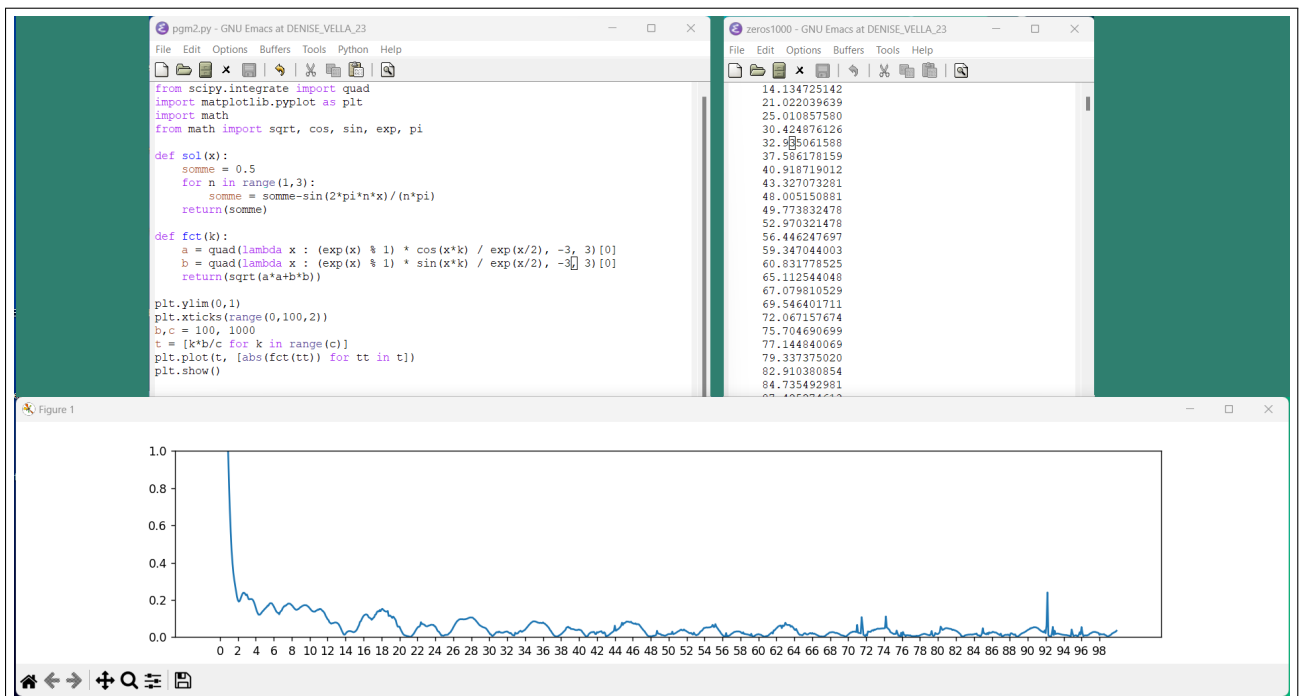 pgm2.py - GNU Emacs at DENISE_VELLA_23
File Edit Options Buffers Tools Python Help
from scipy.integrate import quad
import matplotlib.pyplot as plt
import math
from math import sqrt, cos, sin, exp, pi
def sol(x):
    somme = 0.5
    for n in range(1,3):
        somme = somme-sin(2*pi*n*x)/(n*pi)
    return(somme)
def fct(k):
    a = quad(lambda x : (exp(x) % 1) * cos(x*k) / exp(x/2), -3, 3)[0]
    b = quad(lambda x : (exp(x) % 1) * sin(x*k) / exp(x/2), -3, 3)[0]
    return(sqrt(a*a+b*b))
plt.ylim(0,1)
plt.xticks(range(0,100,2))
b,c = 100, 1000
t = [k*b/c for k in range(c)]
plt.plot(t, [abs(fct(tt)) for tt in t])
plt.show()
zeros1000 - GNU Emacs at DENISE_VELLA_23
File Edit Options Buffers Tools Help
14.134725142
21.022039639
25.010857580
30.424876126
32.935061588
37.586178159
40.918719012
43.327073281
48.005150881
49.773832478
52.970321478
56.446247697
59.347044003
60.831778525
65.112544048
67.079810529
69.546401711
72.067157674
75.704690699
77.144840069
79.337375020
82.910380854
84.735492981
Figure 1
1.0
0.8
0.6
0.4
0.2
0.0
0 2 4 6 8 10 12 14 16 18 20 22 24 26 28 30 32 34 36 38 40 42 44 46 48 50 52 54 56 58 60 62 64 66 68 70 72 74 76 78 80 82 84 86 88 90 92 94 96 98